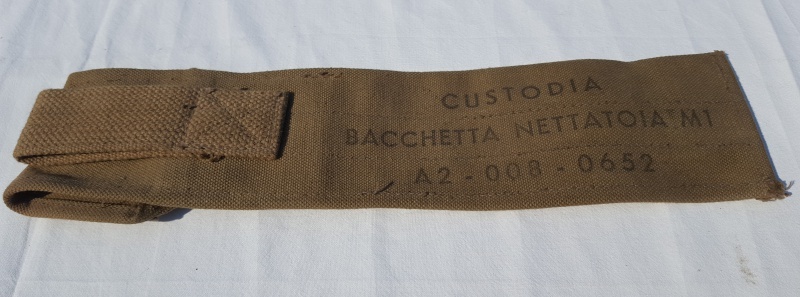 CUSTODIA
BACCHETTA NETTATOIA M1
A2-008-0652